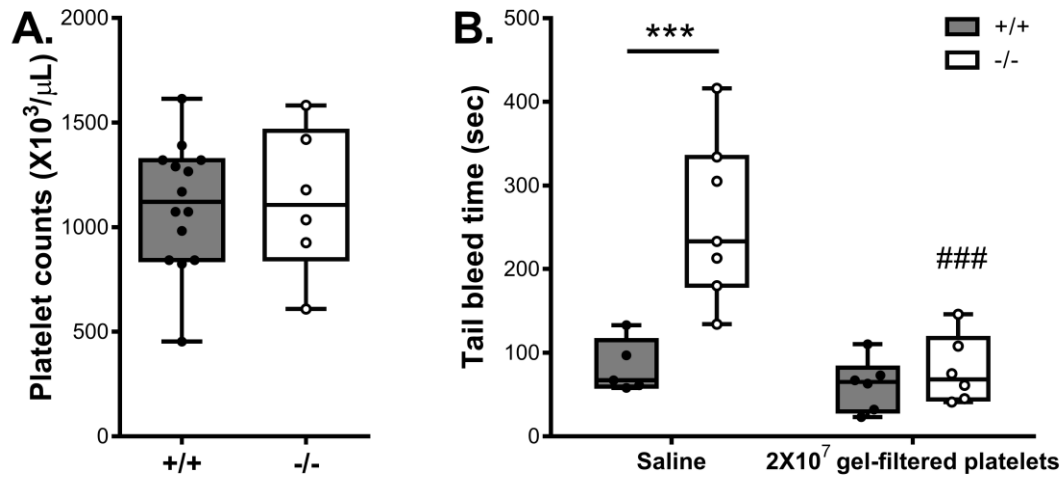 A.
Platelet counts (X10³/μL)
2000
1500
1000
500
0
+/+
-/-
B.
Tail bleed time (sec)
500
400
300
200
100
0
***
###
+/+
-/-
Saline
2X10⁷ gel-filtered platelets